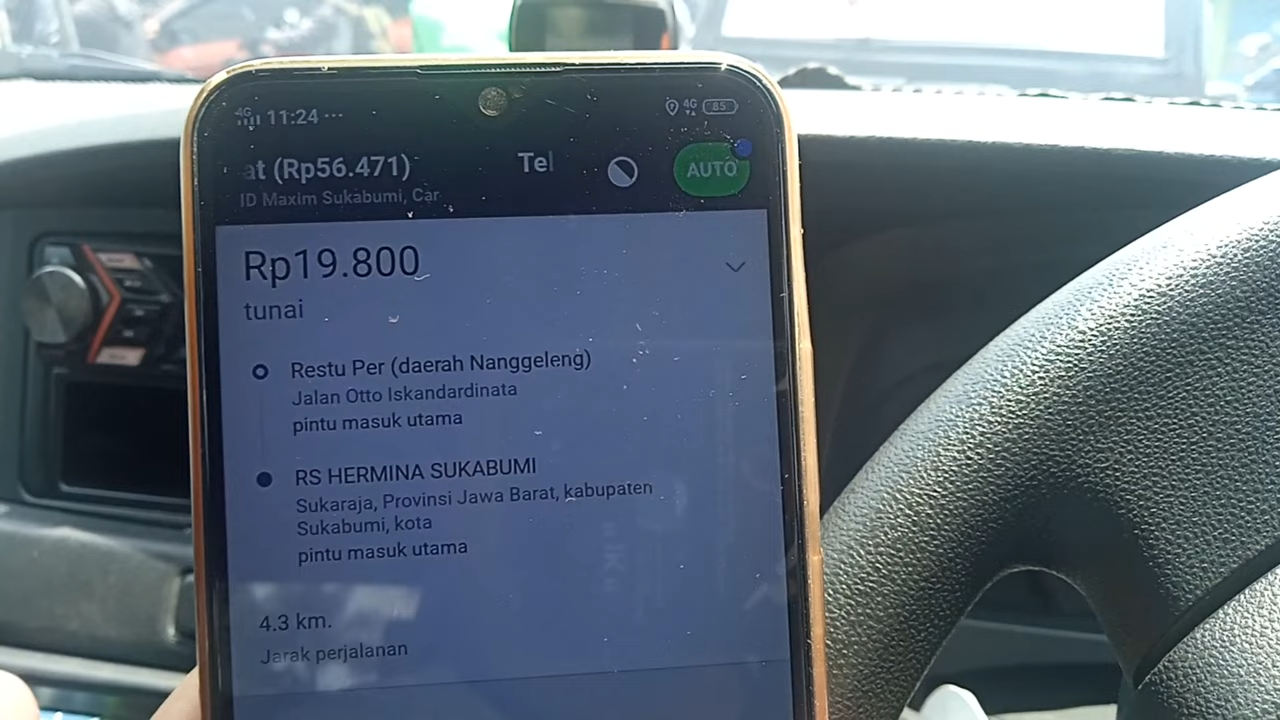 4G 11:24 ... 4G 85
at (Rp56.471) Tel AUTO
ID Maxim Sukabumi, Car
Rp19.800
tunai
Restu Per (daerah Nanggeleng)
Jalan Otto Iskandardinata
pintu masuk utama
RS HERMINA SUKABUMI
Sukaraja, Provinsi Jawa Barat, kabupaten
Sukabumi, kota
pintu masuk utama
4.3 km.
Jarak perjalanan